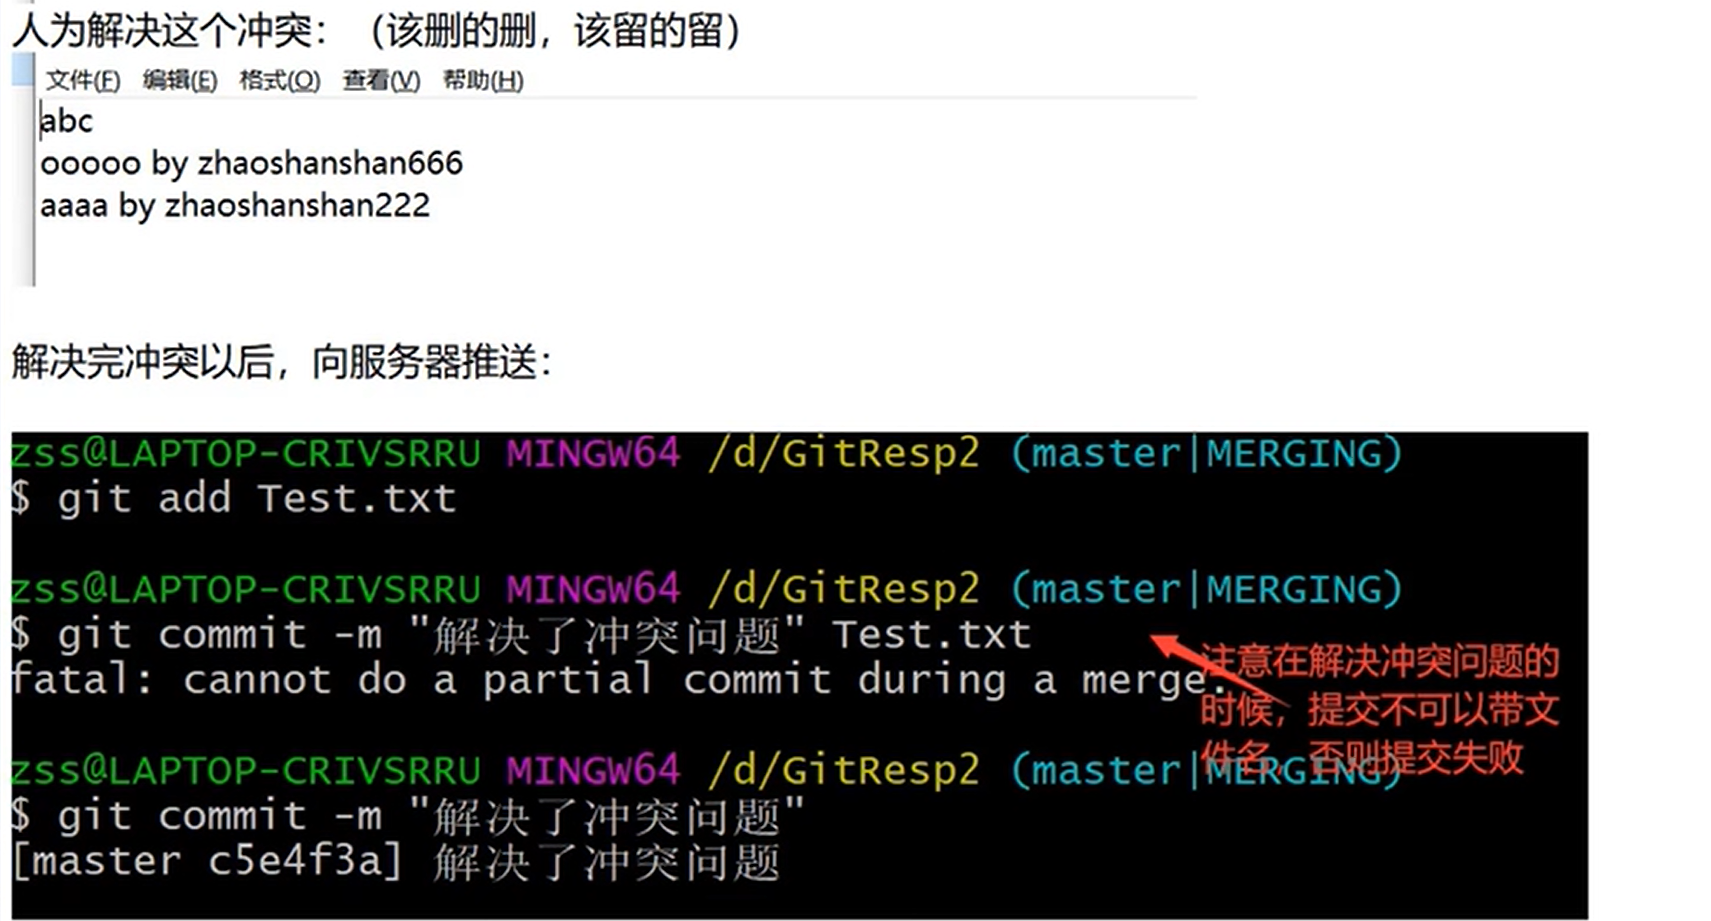 人为解决这个冲突：（该删的删，该留的留）
文件(F) 编辑(E) 格式(O) 查看(V) 帮助(H)
abc
ooooo by zhaoshanshan666
aaaa by zhaoshanshan222
解决完冲突以后，向服务器推送：
zss@LAPTOP-CRIVSRRU MINGW64 /d/GitResp2 (master|MERGING)
$ git add Test.txt
zss@LAPTOP-CRIVSRRU MINGW64 /d/GitResp2 (master|MERGING)
$ git commit -m "解决了冲突问题" Test.txt
fatal: cannot do a partial commit during a merge.
注意在解决冲突问题的
时候，提交不可以带文
件名，否则提交失败
zss@LAPTOP-CRIVSRRU MINGW64 /d/GitResp2 (master|MERGING)
$ git commit -m "解决了冲突问题"
[master c5e4f3a] 解决了冲突问题